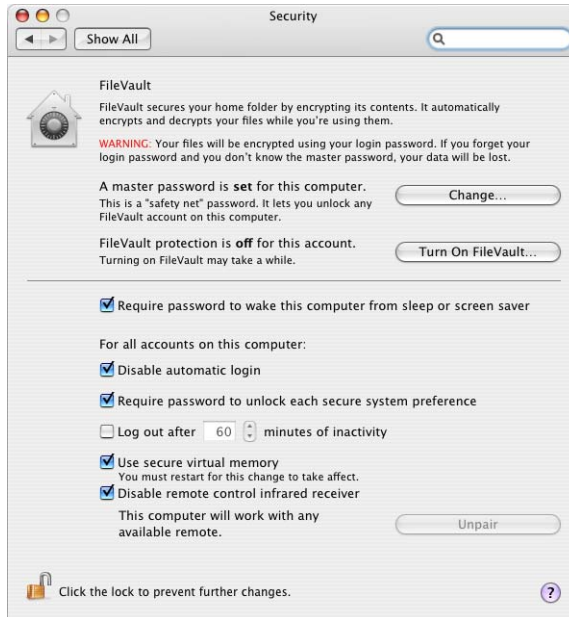 Security
Show All
FileVault
FileVault secures your home folder by encrypting its contents. It automatically
encrypts and decrypts your files while you're using them.
WARNING: Your files will be encrypted using your login password. If you forget your
login password and you don't know the master password, your data will be lost.
A master password is set for this computer.
This is a "safety net" password. It lets you unlock any
FileVault account on this computer.
Change...
FileVault protection is off for this account.
Turning on FileVault may take a while.
Turn On FileVault...
Require password to wake this computer from sleep or screen saver
For all accounts on this computer:
Disable automatic login
Require password to unlock each secure system preference
Log out after 60 minutes of inactivity
Use secure virtual memory
You must restart for this change to take affect.
Disable remote control infrared receiver
This computer will work with any
available remote.
Unpair
Click the lock to prevent further changes.
?